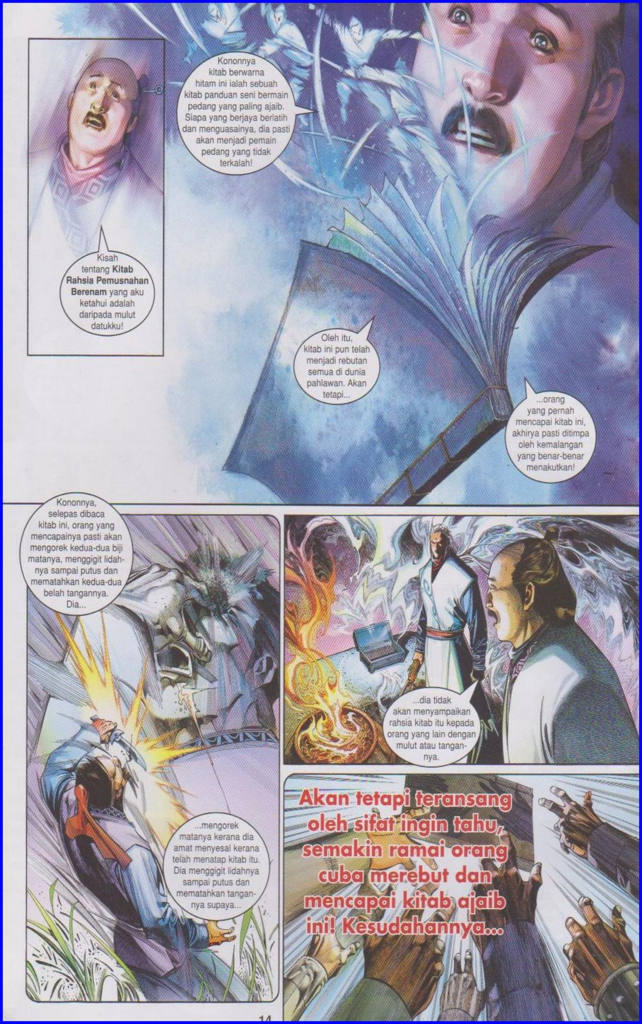 Kononnya
kitab berwarna
hitam ini ialah sebuah
kitab panduan seni bermain
pedang yang paling ajaib.
Siapa yang berjaya berlatih
dan menguasainya, dia pasti
akan menjadi pemain
pedang yang tidak
terkalah!
Kisah
tentang Kitab
Rahsia Pemusnahan
Berenam yang aku
ketahui adalah
daripada mulut
datukku!
Oleh itu,
kitab ini pun telah
menjadi rebutan
semua di dunia
pahlawan. Akan
tetapi...
...orang
yang pernah
mencapai kitab ini,
akhirya pasti ditimpa
oleh kemalangan
yang benar-benar
menakutkan!
Kononnya,
selepas dibaca
kitab ini, orang yang
mencapainya pasti akan
mengorek kedua-dua biji
matanya, menggigit lidah-
nya sampai putus dan
mematahkan kedua-dua
belah tangannya.
Dia...
...mengorek
matanya kerana dia
amat menyesal kerana
telah menatap kitab itu.
Dia menggigit lidahnya
sampai putus dan
mematahkan tangan-
nya supaya...
...dia tidak
akan menyampaikan
rahsia kitab itu kepada
orang yang lain dengan
mulut atau tangan-
nya.
Akan tetapi teransang
oleh sifat ingin tahu,
semakin ramai orang
cuba merebut dan
mencapai kitab ajaib
ini! Kesudahannya...
14